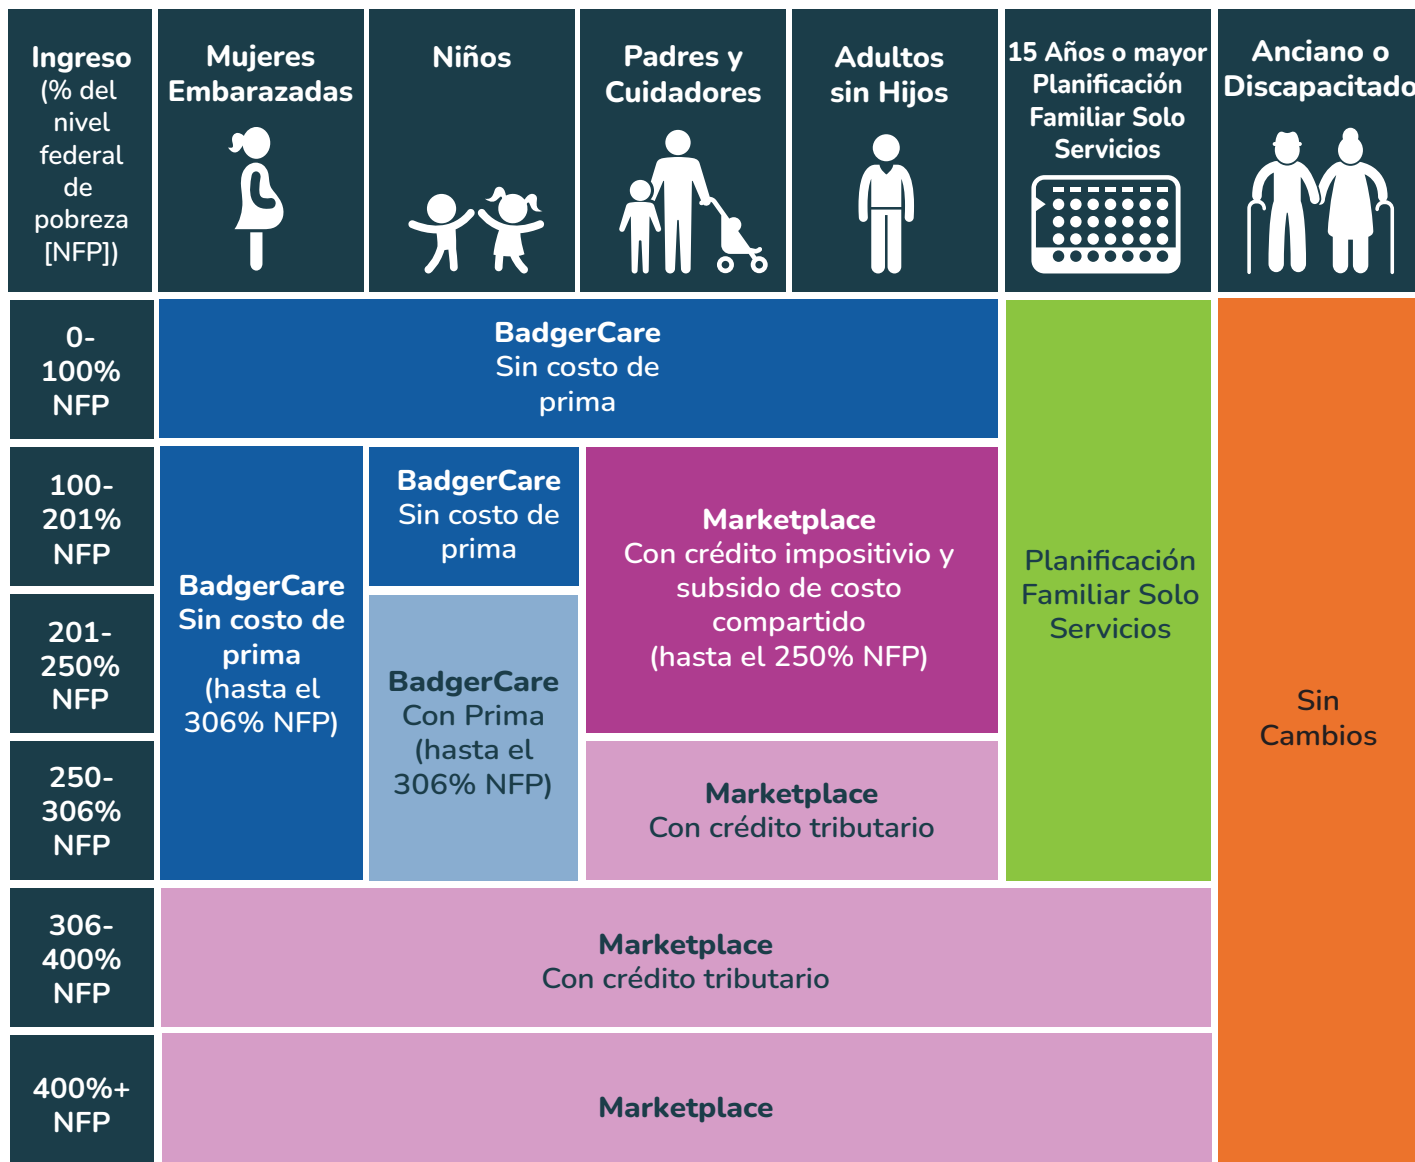 Ingreso
(% del
nivel
federal
de
pobreza
[NFP])
Mujeres
Embarazadas
Niños
Padres y
Cuidadores
Adultos
sin Hijos
15 Años o mayor
Planificación
Familiar Solo
Servicios
Anciano o
Discapacitado
0-
100%
NFP
BadgerCare
Sin costo de
prima
100-
201%
NFP
201-
250%
NFP
250-
306%
NFP
BadgerCare
Sin costo de
prima
(hasta el
306% NFP)
BadgerCare
Sin costo de
prima
BadgerCare
Con Prima
(hasta el
306% NFP)
Marketplace
Con crédito impositivio y
subsido de costo
compartido
(hasta el 250% NFP)
Marketplace
Con crédito tributario
Planificación
Familiar Solo
Servicios
Sin
Cambios
306-
400%
NFP
Marketplace
Con crédito tributario
400%+
NFP
Marketplace